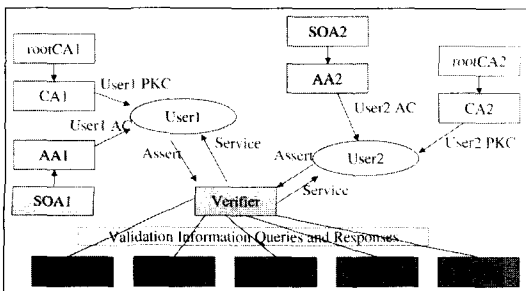 SOA2
rootCA1
rootCA2
AA2
User1 PKC
CA1
User2 AC
CA2
User1
User1 AC
User2 PKC
AA1
Assert
Service
Assert
User2
SOA1
Verifier
Service
Validation Information Queries and Responses